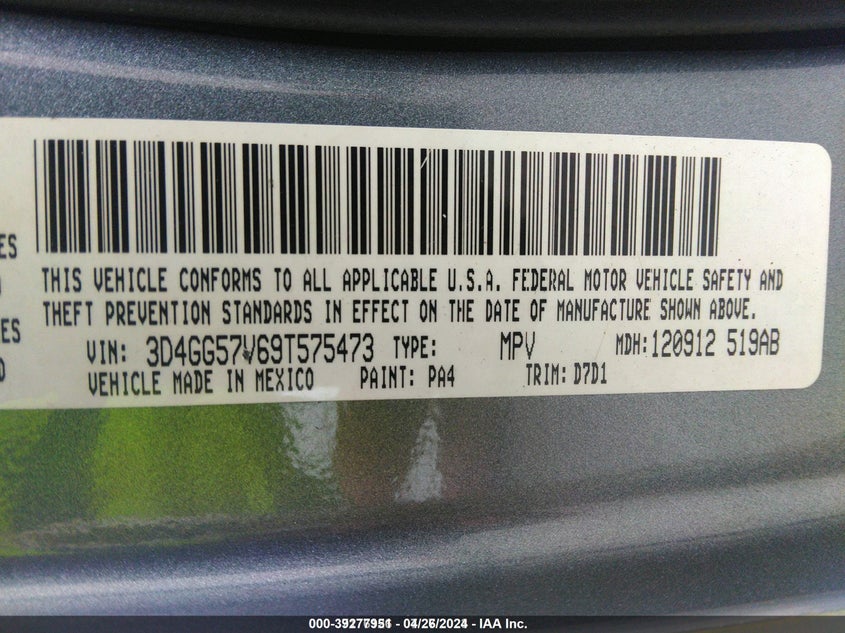 ES
THIS VEHICLE CONFORMS TO ALL APPLICABLE U.S.A. FEDERAL MOTOR VEHICLE SAFETY AND
THEFT PREVENTION STANDARDS IN EFFECT ON THE DATE OF MANUFACTURE SHOWN ABOVE.
ES
VIN: 3D4GG57V69T575473 TYPE: MPV MDH: 120912 519AB
D
VEHICLE MADE IN MEXICO PAINT: PA4 TRIM: D7D1
04/26/2024 - IAA Inc.